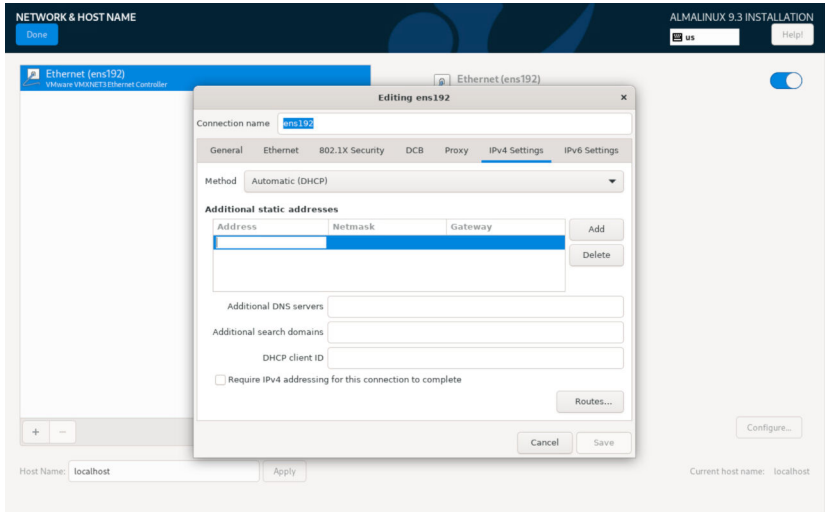 NETWORK & HOST NAME
ALMALINUX 9.3 INSTALLATION
Done
us
Help!
Ethernet (ens192)
VMware VMXNET3 Ethernet Controller
Ethernet (ens192)
Editing ens192
Connection name ens192
General Ethernet 802.1X Security DCB Proxy IPv4 Settings IPv6 Settings
Method Automatic (DHCP)
Additional static addresses
Address Netmask Gateway
Add
Delete
Additional DNS servers
Additional search domains
DHCP client ID
Require IPv4 addressing for this connection to complete
Routes...
Configure...
Cancel Save
Host Name: localhost Apply
Current host name: localhost